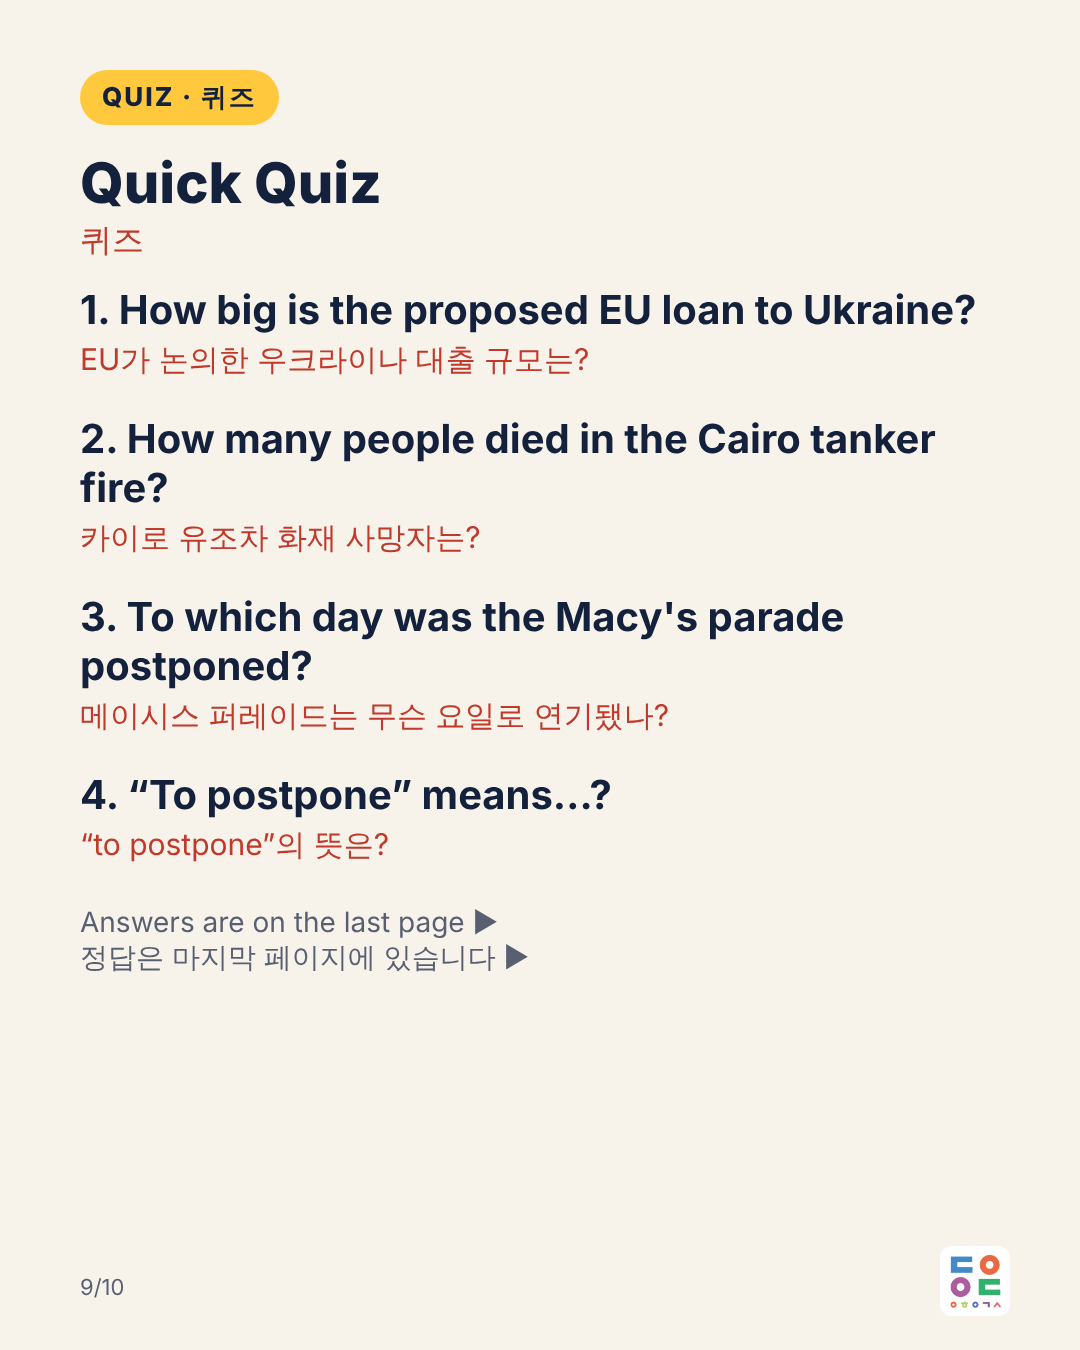 QUIZ · 퀴즈
Quick Quiz
퀴즈
1. How big is the proposed EU loan to Ukraine?
EU가 논의한 우크라이나 대출 규모는?
2. How many people died in the Cairo tanker
fire?
카이로 유조차 화재 사망자는?
3. To which day was the Macy's parade
postponed?
메이시스 퍼레이드는 무슨 요일로 연기됐나?
4. “To postpone” means…?
“to postpone”의 뜻은?
Answers are on the last page ▶
정답은 마지막 페이지에 있습니다 ▶
9/10